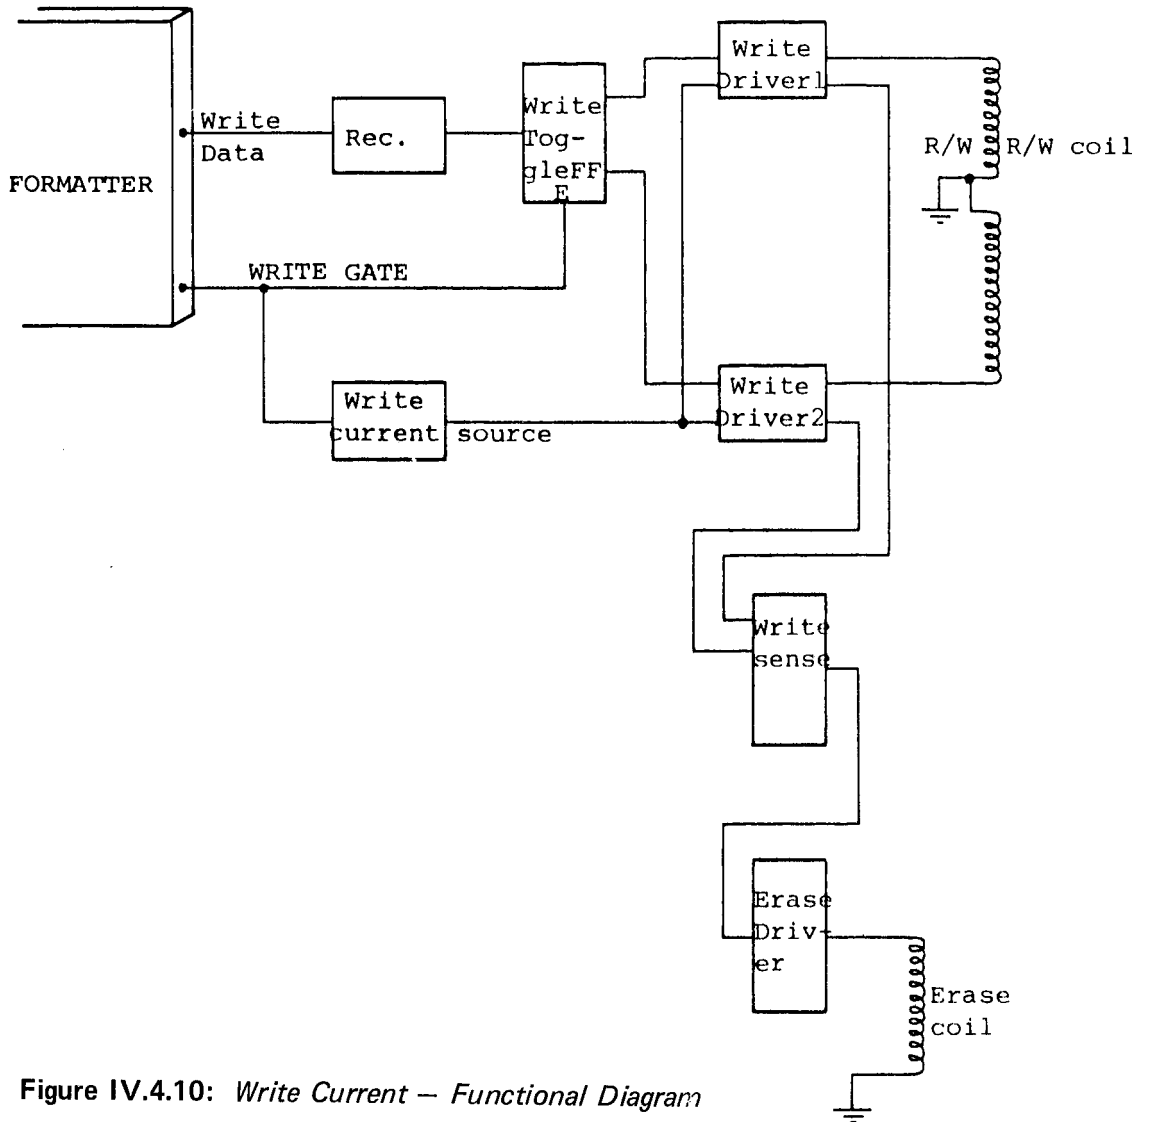 Write
Driver1
Write
Data
Rec.
Write
Tog-
gleFF
E
R/W R/W coil
FORMATTER
WRITE GATE
Write
current source
Write
Driver2
Write
sense
Erase
Driv-
er
Erase
coil
Figure IV.4.10: Write Current – Functional Diagram